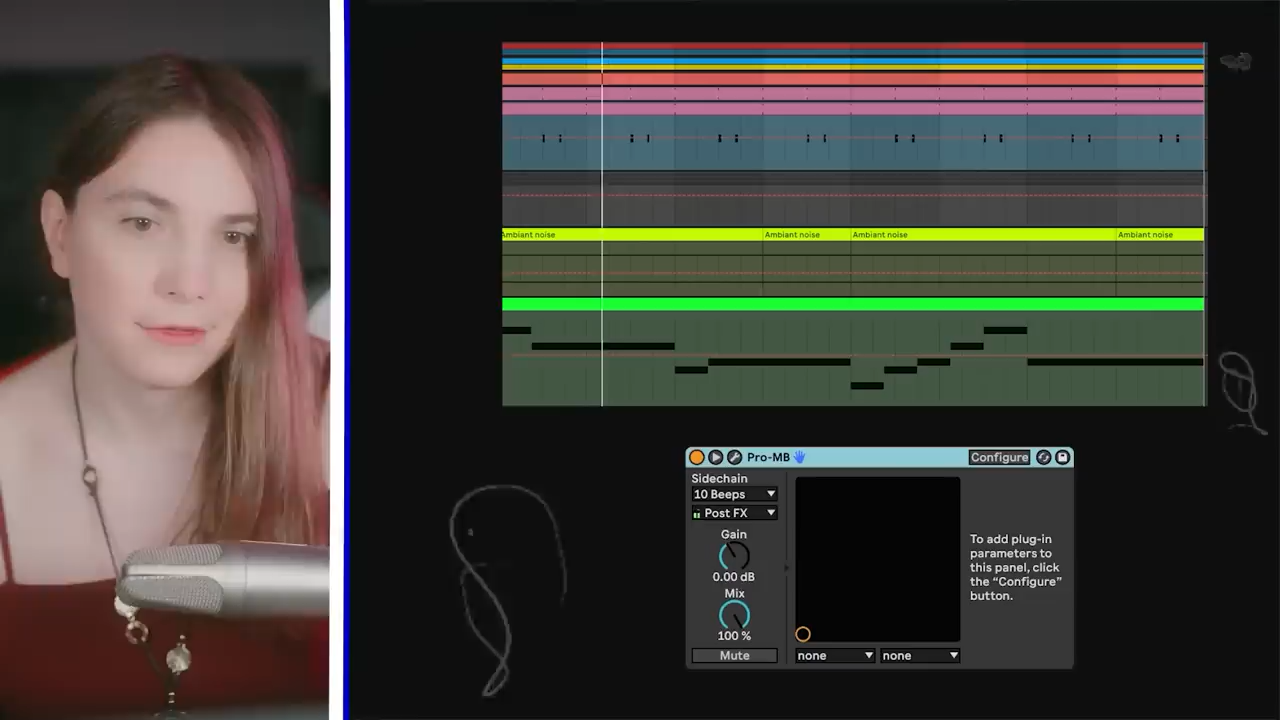 Ambiant noise
Ambiant noise
Ambiant noise
Ambiant noise
Pro-MB
Configure
Sidechain
10 Beeps
Post FX
Gain
0.00 dB
Mix
100 %
Mute
To add plug-in
parameters to
this panel, click
the “Configure”
button.
none
none